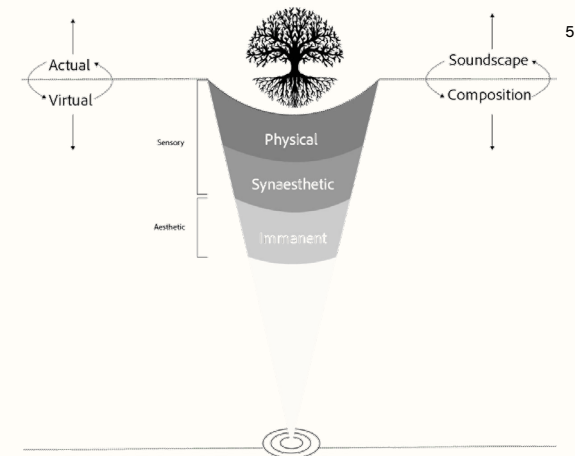 5
Actual
Virtual
Soundscape
Composition
Sensory
Physical
Synaesthetic
Aesthetic
Immanent